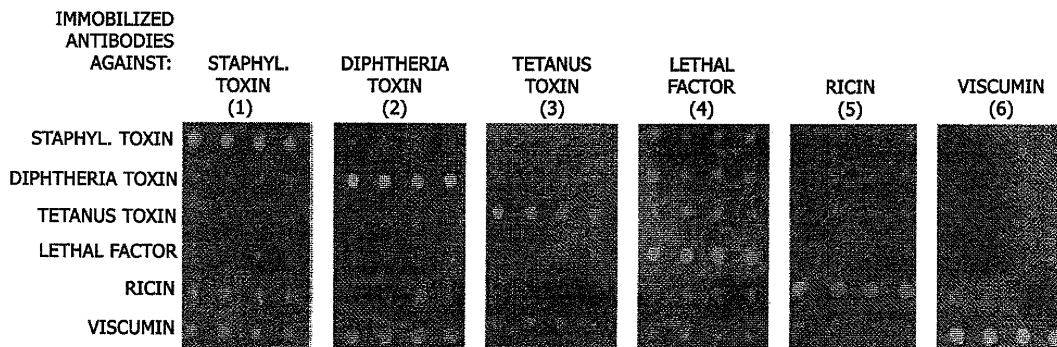 IMMOBILIZED
ANTIBODIES
AGAINST:
STAPHYL.
TOXIN
(1)
DIPHTHERIA
TOXIN
(2)
TETANUS
TOXIN
(3)
LETHAL
FACTOR
(4)
RICIN
(5)
VISCUMIN
(6)
STAPHYL. TOXIN
DIPHTHERIA TOXIN
TETANUS TOXIN
LETHAL FACTOR
RICIN
VISCUMIN